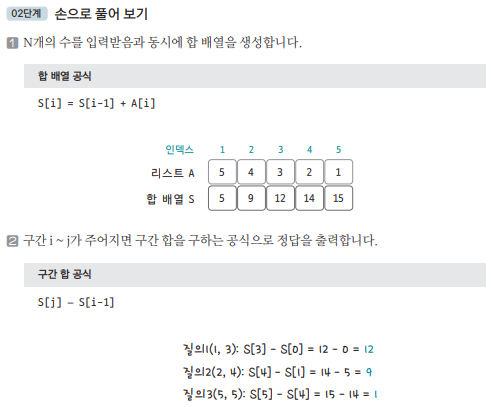 02단계 손으로 풀어 보기
1 N개의 수를 입력받음과 동시에 합 배열을 생성합니다.
합 배열 공식
S[i] = S[i-1] + A[i]
인덱스 1 2 3 4 5
리스트 A 5 4 3 2 1
합 배열 S 5 9 12 14 15
2 구간 i ~ j가 주어지면 구간 합을 구하는 공식으로 정답을 출력합니다.
구간 합 공식
S[j] – S[i-1]
질의1(1, 3): S[3] - S[0] = 12 - 0 = 12
질의2(2, 4): S[4] - S[1] = 14 - 5 = 9
질의3(5, 5): S[5] - S[4] = 15 - 14 = 1